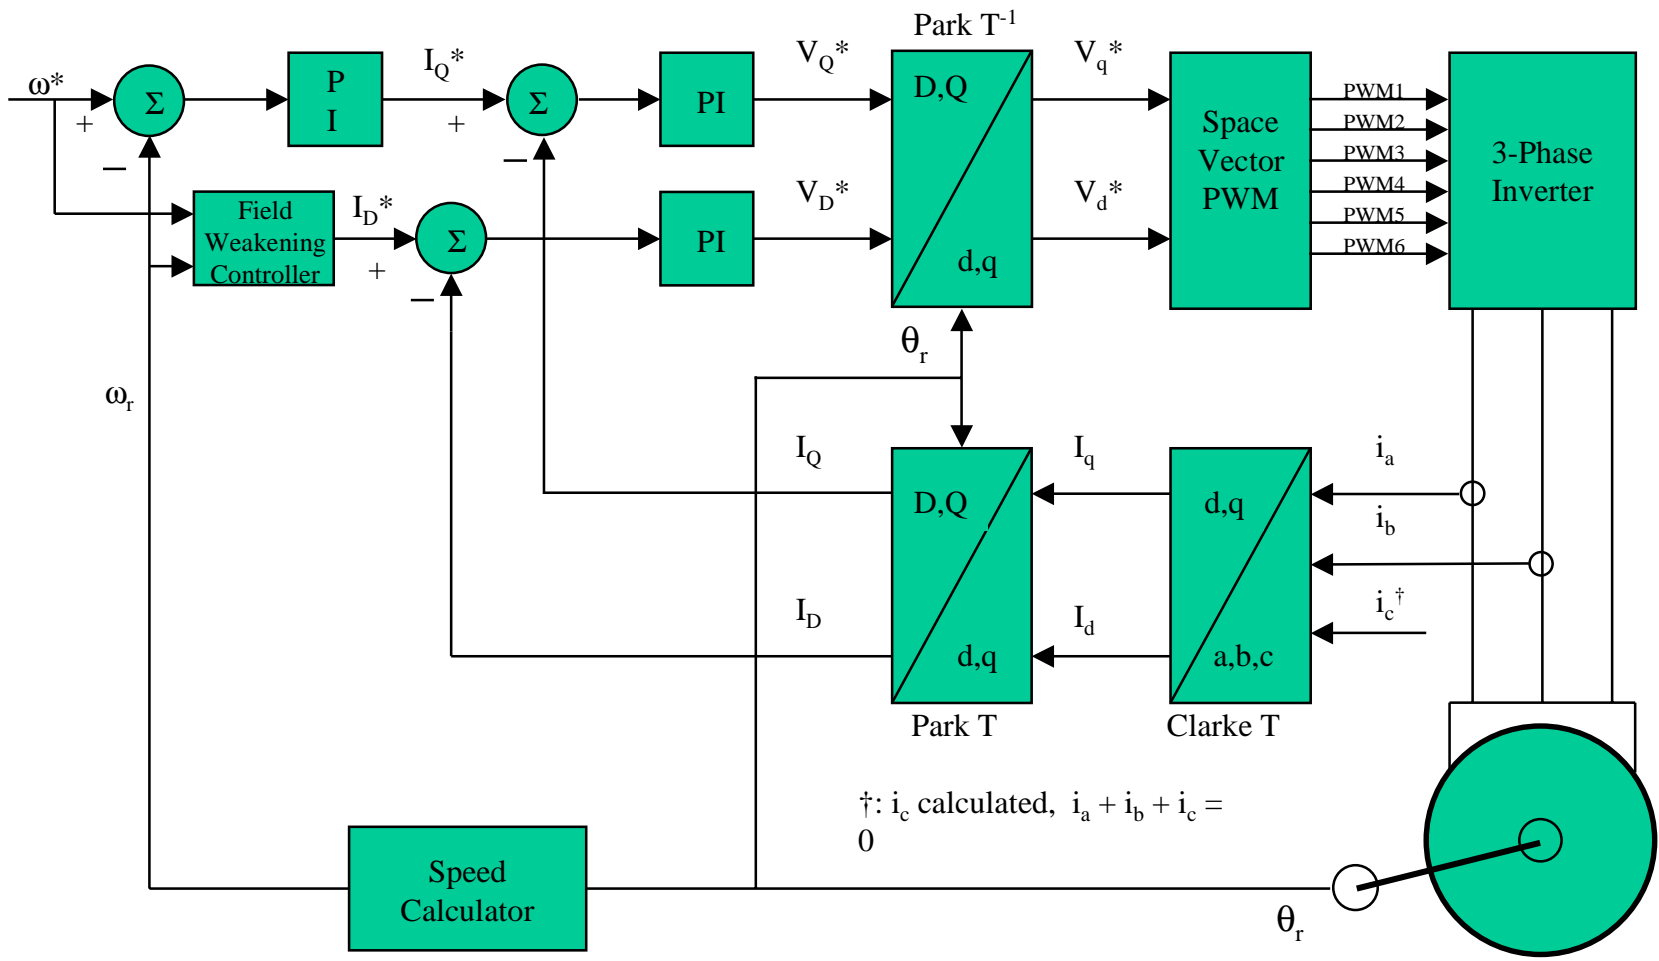 Park T⁻¹
ω*
+
−
Σ
P
I
I_Q*
+
−
Σ
PI
V_Q*
D,Q
d,q
V_q*
Space
Vector
PWM
PWM1
PWM2
PWM3
PWM4
PWM5
PWM6
3-Phase
Inverter
Field
Weakening
Controller
I_D*
+
−
Σ
PI
V_D*
V_d*
θ_r
ω_r
I_Q
D,Q
d,q
I_q
d,q
a,b,c
i_a
i_b
i_c†
I_D
I_d
Park T
Clarke T
†: i_c calculated, i_a + i_b + i_c =
0
Speed
Calculator
θ_r